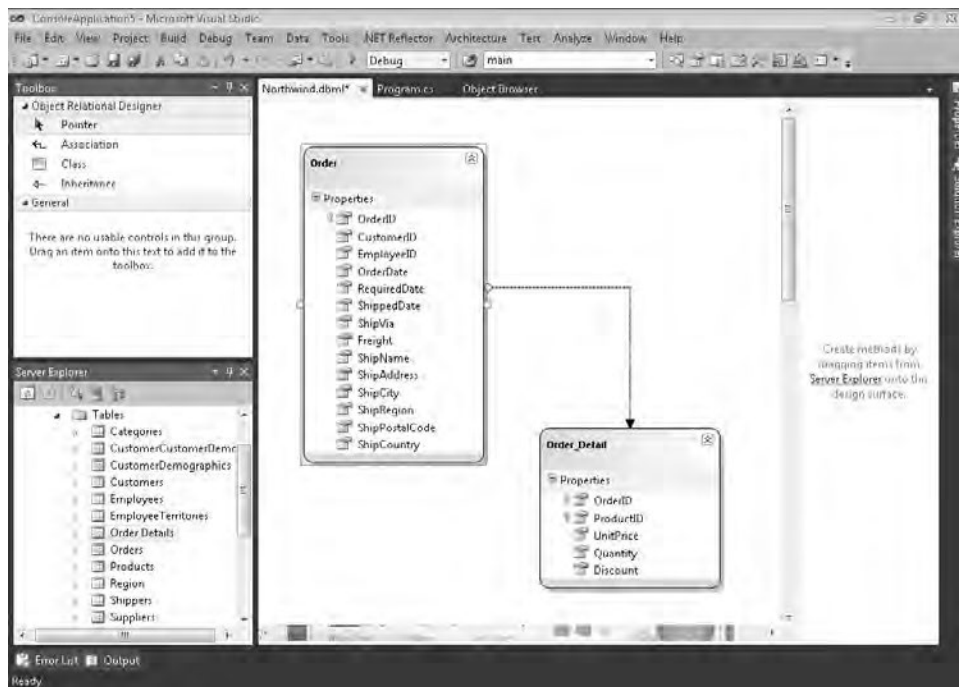 ConsoleApplication5 - Microsoft Visual Studio
File Edit View Project Build Debug Team Data Tools .NET Reflector Architecture Test Analyze Window Help
Debug main
Toolbox
Object Relational Designer
Pointer
Association
Class
Inheritance
General
There are no usable controls in this group.
Drag an item onto this text to add it to the
toolbox.
Server Explorer
Tables
Categories
CustomerCustomerDemc
CustomerDemographics
Customers
Employees
EmployeeTerritories
Order Details
Orders
Products
Region
Shippers
Suppliers
Northwind.dbml* Program.cs Object Browser
Order
Properties
OrderID
CustomerID
EmployeeID
OrderDate
RequiredDate
ShippedDate
ShipVia
Freight
ShipName
ShipAddress
ShipCity
ShipRegion
ShipPostalCode
ShipCountry
Order_Detail
Properties
OrderID
ProductID
UnitPrice
Quantity
Discount
Create methods by
dragging items from
Server Explorer onto this
design surface.
Properties
Solution Explorer
Error List Output
Ready